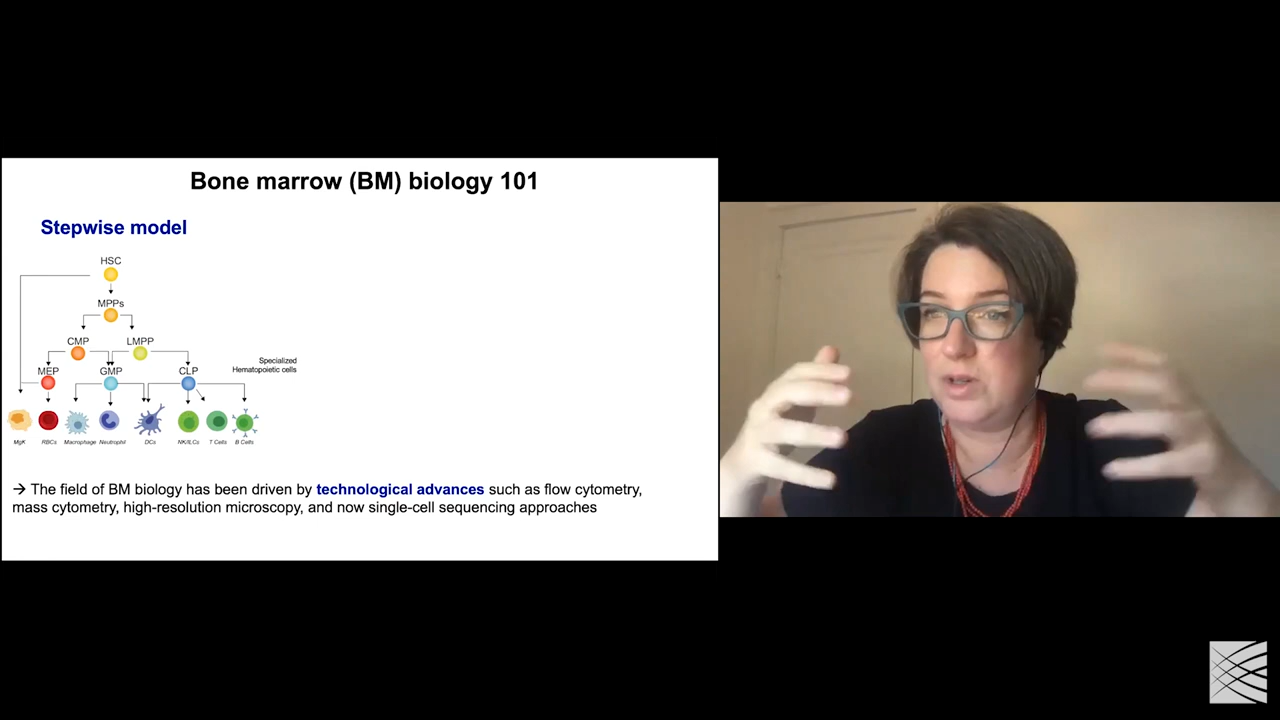 Bone marrow (BM) biology 101
Stepwise model
HSC
MPPs
CMP
LMPP
Specialized
Hematopoietic cells
MEP
GMP
CLP
MgK
RBCs
Macrophage
Neutrophil
DCs
NK/ILCs
T Cells
B Cells
→ The field of BM biology has been driven by technological advances such as flow cytometry,
mass cytometry, high-resolution microscopy, and now single-cell sequencing approaches